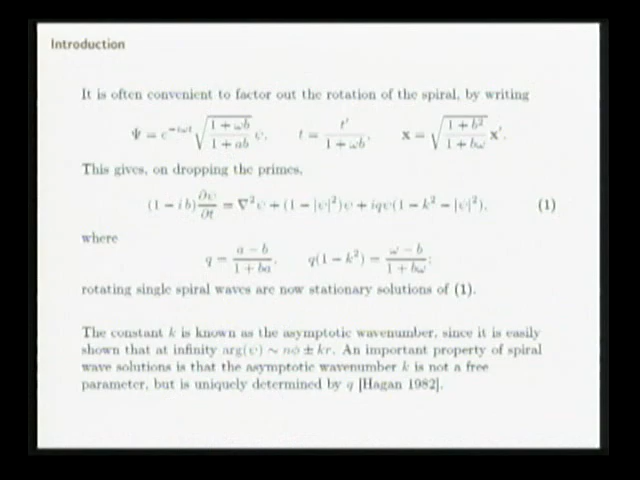 Introduction
It is often convenient to factor out the rotation of the spiral, by writing
Ψ = e^{−iωt} √((1 + ωb)/(1 + ab)) ψ,   t = t′/(1 + ωb),   x = √((1 + b²)/(1 + bω)) x′.
This gives, on dropping the primes,
(1 − ib) ∂ψ/∂t = ∇²ψ + (1 − |ψ|²)ψ + iqψ(1 − k² − |ψ|²),   (1)
where
q = (a − b)/(1 + ba),   q(1 − k²) = (ω − b)/(1 + bω);
rotating single spiral waves are now stationary solutions of (1).
The constant k is known as the asymptotic wavenumber, since it is easily
shown that at infinity arg(ψ) ∼ nϕ ± kr. An important property of spiral
wave solutions is that the asymptotic wavenumber k is not a free
parameter, but is uniquely determined by q [Hagan 1982].